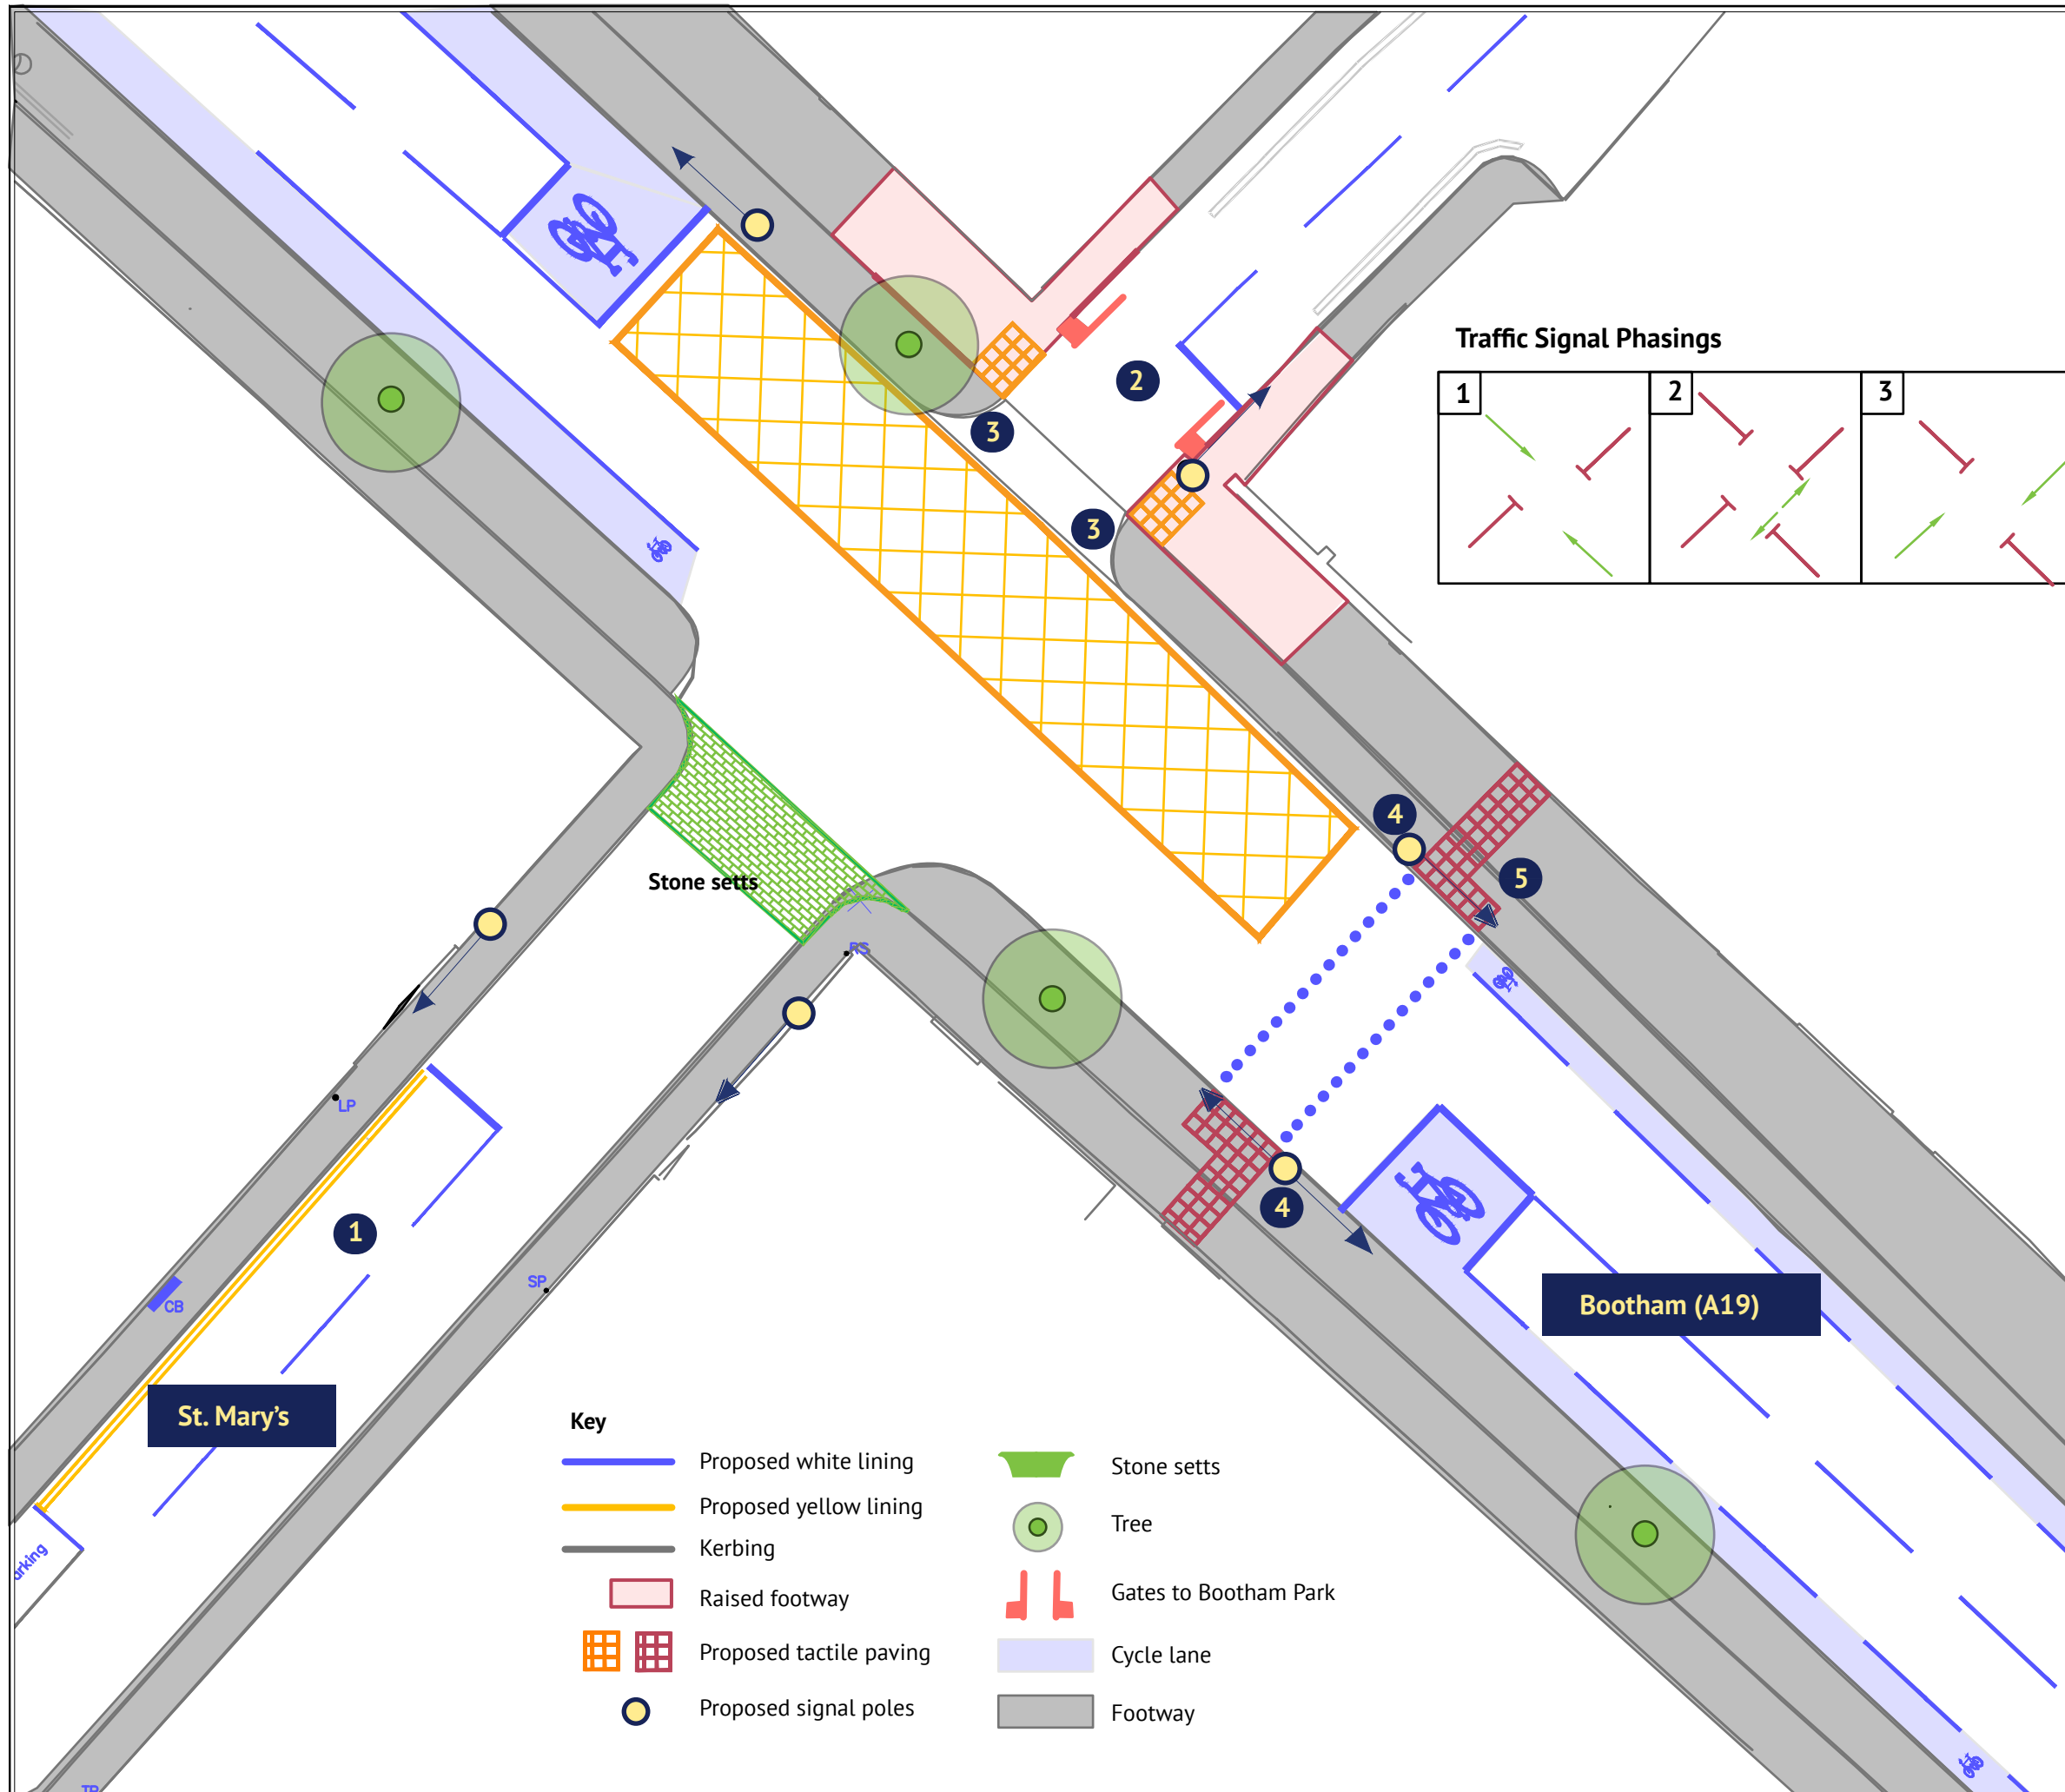 Traffic Signal Phasings
1
2
3
2
3
3
4
5
Stone setts
RS
LP
4
1
SP
CB
Bootham (A19)
St. Mary's
arking
TP
Key
Proposed white lining
Proposed yellow lining
Kerbing
Raised footway
Proposed tactile paving
Proposed signal poles
Stone setts
Tree
Gates to Bootham Park
Cycle lane
Footway